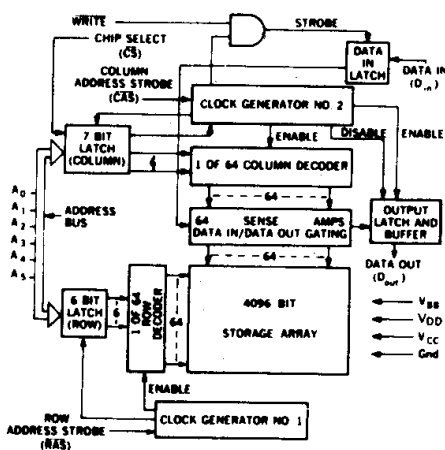 WRITE
STROBE
CHIP SELECT
(CS)
DATA
IN
LATCH
DATA IN
(Din)
COLUMN
ADDRESS STROBE
(CAS)
CLOCK GENERATOR NO. 2
ENABLE
DISABLE
ENABLE
7 BIT
LATCH
(COLUMN)
6
1 OF 64 COLUMN DECODER
64
A0
A1
A2
A3
A4
A5
ADDRESS
BUS
64 SENSE AMPS
DATA IN/DATA OUT GATING
OUTPUT
LATCH AND
BUFFER
64
DATA OUT
(Dout)
6 BIT
LATCH
(ROW)
6
1 OF 64
ROW
DECODER
64
4096 BIT
STORAGE ARRAY
VBB
VDD
VCC
Gnd
ENABLE
ROW
ADDRESS STROBE
(RAS)
CLOCK GENERATOR NO 1